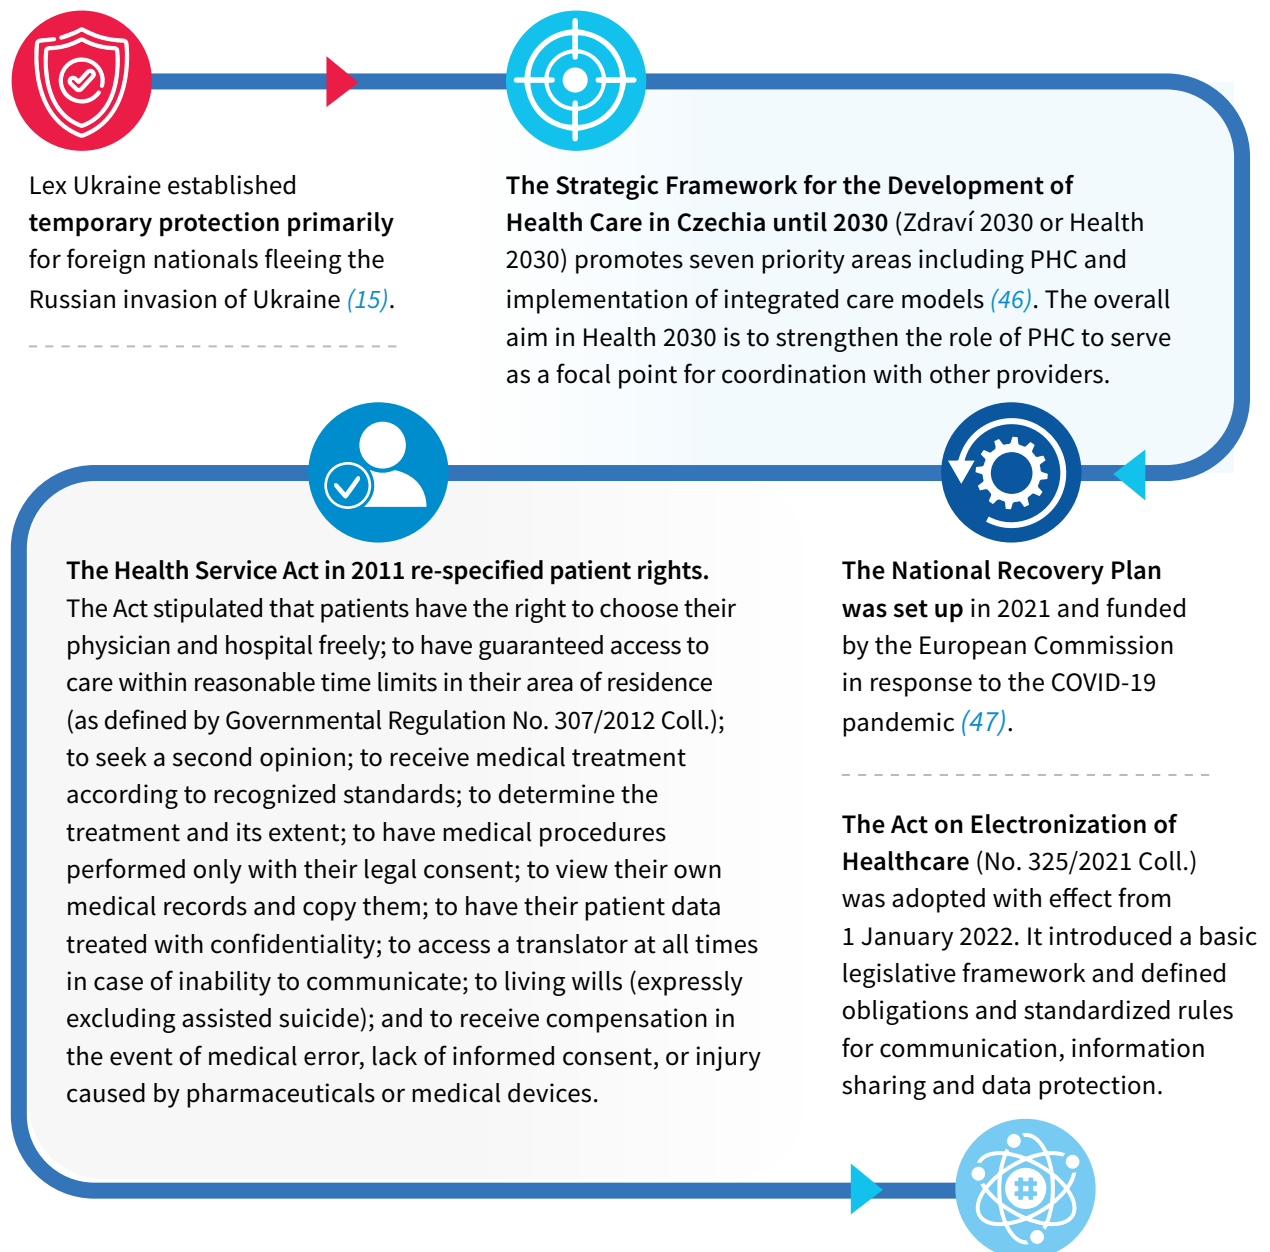 Lex Ukraine established
temporary protection primarily
for foreign nationals fleeing the
Russian invasion of Ukraine (15).
The Strategic Framework for the Development of
Health Care in Czechia until 2030 (Zdraví 2030 or Health
2030) promotes seven priority areas including PHC and
implementation of integrated care models (46). The overall
aim in Health 2030 is to strengthen the role of PHC to serve
as a focal point for coordination with other providers.
The Health Service Act in 2011 re-specified patient rights.
The Act stipulated that patients have the right to choose their
physician and hospital freely; to have guaranteed access to
care within reasonable time limits in their area of residence
(as defined by Governmental Regulation No. 307/2012 Coll.);
to seek a second opinion; to receive medical treatment
according to recognized standards; to determine the
treatment and its extent; to have medical procedures
performed only with their legal consent; to view their own
medical records and copy them; to have their patient data
treated with confidentiality; to access a translator at all times
in case of inability to communicate; to living wills (expressly
excluding assisted suicide); and to receive compensation in
the event of medical error, lack of informed consent, or injury
caused by pharmaceuticals or medical devices.
The National Recovery Plan
was set up in 2021 and funded
by the European Commission
in response to the COVID-19
pandemic (47).
The Act on Electronization of
Healthcare (No. 325/2021 Coll.)
was adopted with effect from
1 January 2022. It introduced a basic
legislative framework and defined
obligations and standardized rules
for communication, information
sharing and data protection.
#